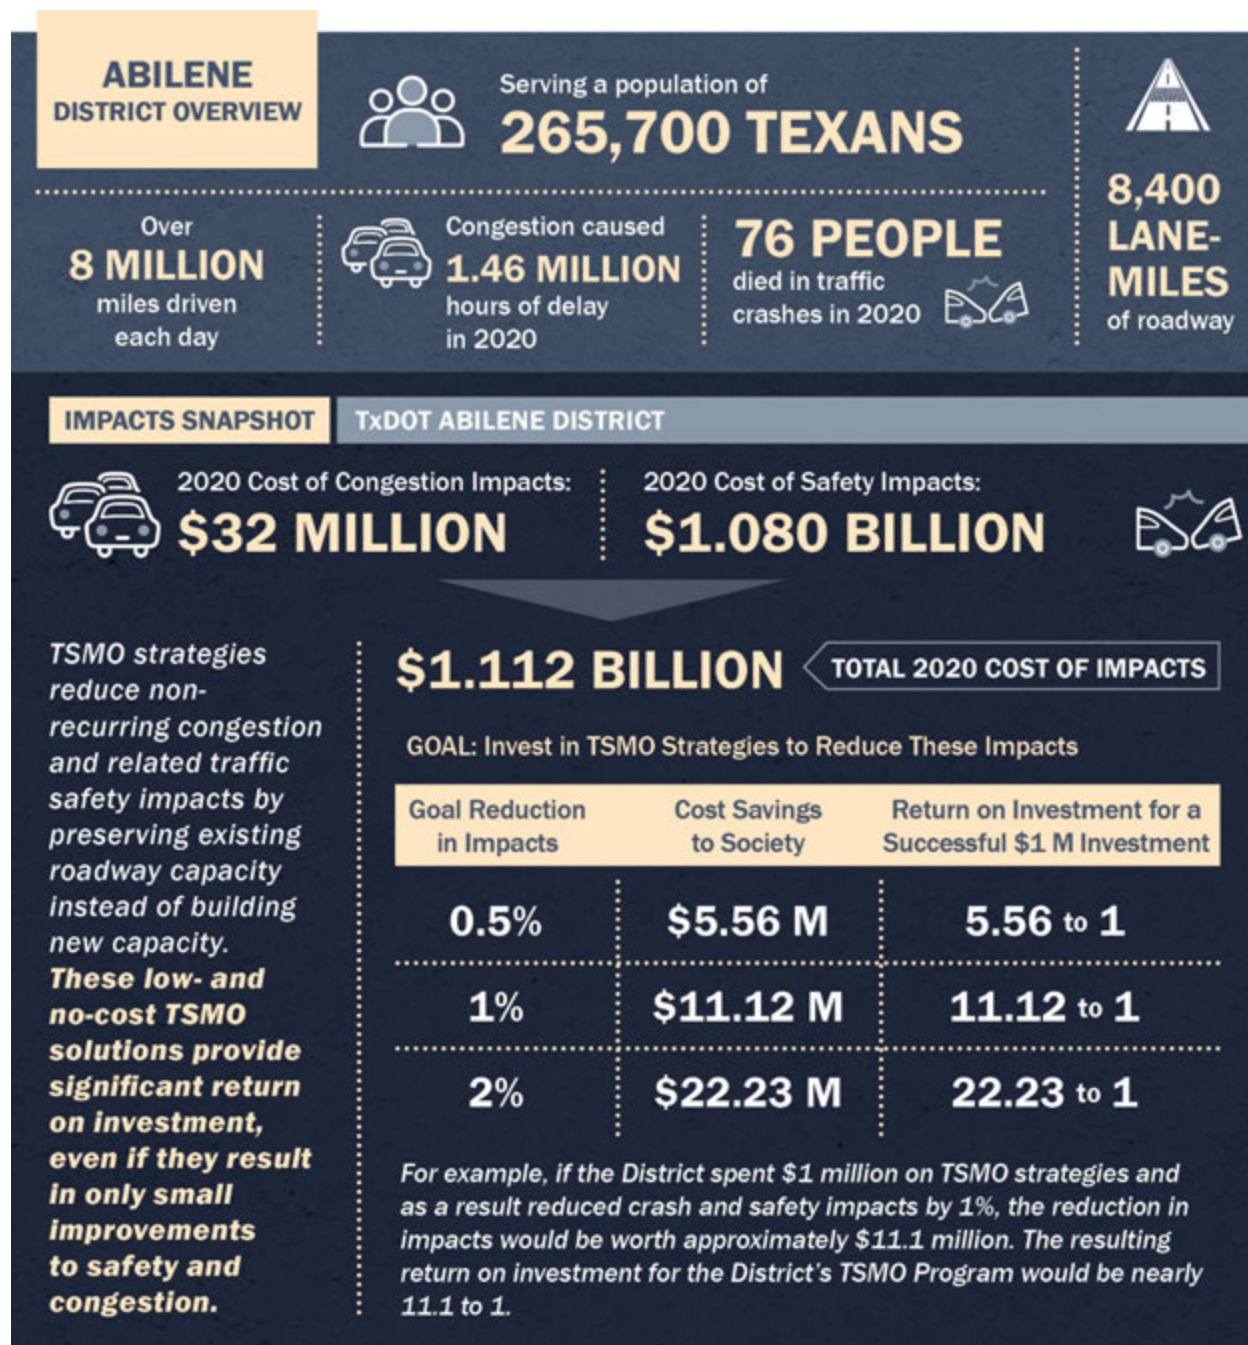 ABILENE
DISTRICT OVERVIEW
Serving a population of
265,700 TEXANS
8,400
LANE-
MILES
of roadway
Over
8 MILLION
miles driven
each day
Congestion caused
1.46 MILLION
hours of delay
in 2020
76 PEOPLE
died in traffic
crashes in 2020
IMPACTS SNAPSHOT
TxDOT ABILENE DISTRICT
2020 Cost of Congestion Impacts:
$32 MILLION
2020 Cost of Safety Impacts:
$1.080 BILLION
TSMO strategies
reduce non-
recurring congestion
and related traffic
safety impacts by
preserving existing
roadway capacity
instead of building
new capacity.
These low- and
no-cost TSMO
solutions provide
significant return
on investment,
even if they result
in only small
improvements
to safety and
congestion.
$1.112 BILLION
TOTAL 2020 COST OF IMPACTS
GOAL: Invest in TSMO Strategies to Reduce These Impacts
Goal Reduction
in Impacts
Cost Savings
to Society
Return on Investment for a
Successful $1 M Investment
0.5% $5.56 M 5.56 to 1
1% $11.12 M 11.12 to 1
2% $22.23 M 22.23 to 1
For example, if the District spent $1 million on TSMO strategies and
as a result reduced crash and safety impacts by 1%, the reduction in
impacts would be worth approximately $11.1 million. The resulting
return on investment for the District's TSMO Program would be nearly
11.1 to 1.